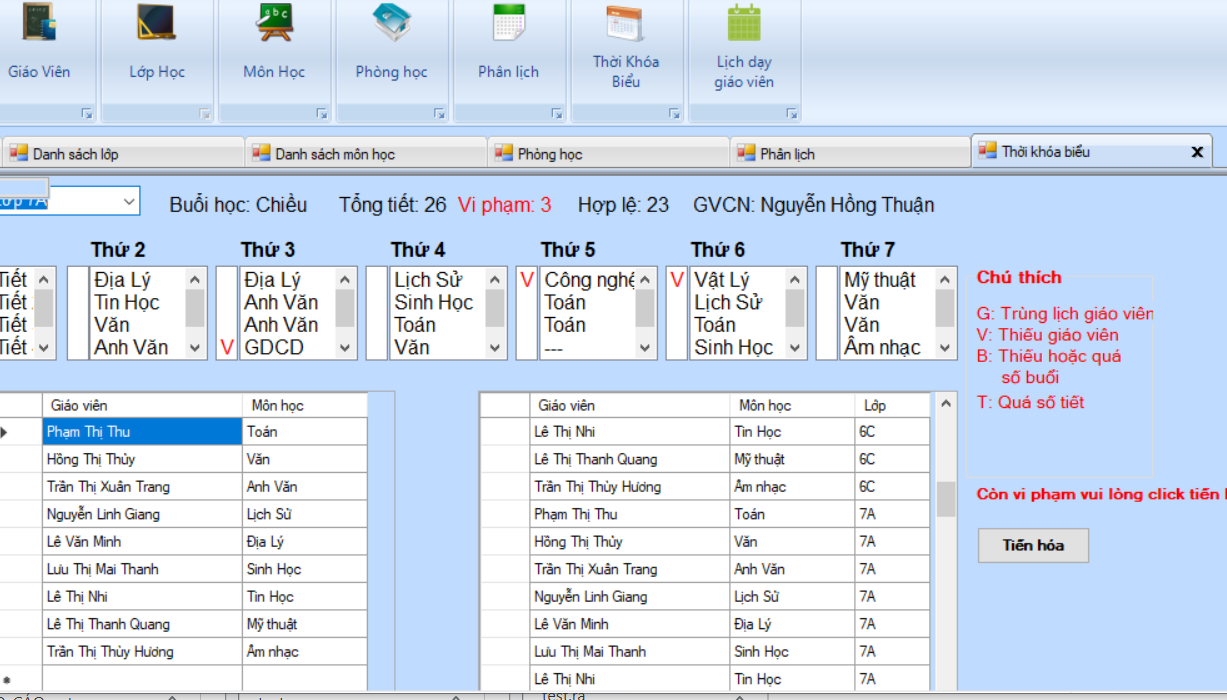 Giáo Viên
Lớp Học
Môn Học
Phòng học
Phân lịch
Thời Khóa
Biểu
Lịch dạy
giáo viên
Danh sách lớp
Danh sách môn học
Phòng học
Phân lịch
Thời khóa biểu
X
Lớp 7A
Buổi học: Chiều
Tổng tiết: 26
Vi phạm: 3
Hợp lệ: 23
GVCN: Nguyễn Hồng Thuận
Thứ 2
Thứ 3
Thứ 4
Thứ 5
Thứ 6
Thứ 7
Tiết
Tiết
Tiết
Tiết
Địa Lý
Tin Học
Văn
Anh Văn
V
Địa Lý
Anh Văn
Anh Văn
GDCD
Lịch Sử
Sinh Học
Toán
Văn
V
Công nghệ
Toán
Toán
---
V
Vật Lý
Lịch Sử
Toán
Sinh Học
Mỹ thuật
Văn
Văn
Âm nhạc
Chú thích
G: Trùng lịch giáo viên
V: Thiếu giáo viên
B: Thiếu hoặc quá
số buổi
T: Quá số tiết
Giáo viên Môn học
Phạm Thị Thu Toán
Hồng Thị Thủy Văn
Trần Thị Xuân Trang Anh Văn
Nguyễn Linh Giang Lịch Sử
Lê Văn Minh Địa Lý
Lưu Thị Mai Thanh Sinh Học
Lê Thị Nhi Tin Học
Lê Thị Thanh Quang Mỹ thuật
Trần Thị Thùy Hương Âm nhạc
Giáo viên Môn học Lớp
Lê Thị Nhi Tin Học 6C
Lê Thị Thanh Quang Mỹ thuật 6C
Trần Thị Thùy Hương Âm nhạc 6C
Phạm Thị Thu Toán 7A
Hồng Thị Thủy Văn 7A
Trần Thị Xuân Trang Anh Văn 7A
Nguyễn Linh Giang Lịch Sử 7A
Lê Văn Minh Địa Lý 7A
Lưu Thị Mai Thanh Sinh Học 7A
Lê Thị Nhi Tin Học 7A
Còn vi phạm vui lòng click tiến
Tiến hóa